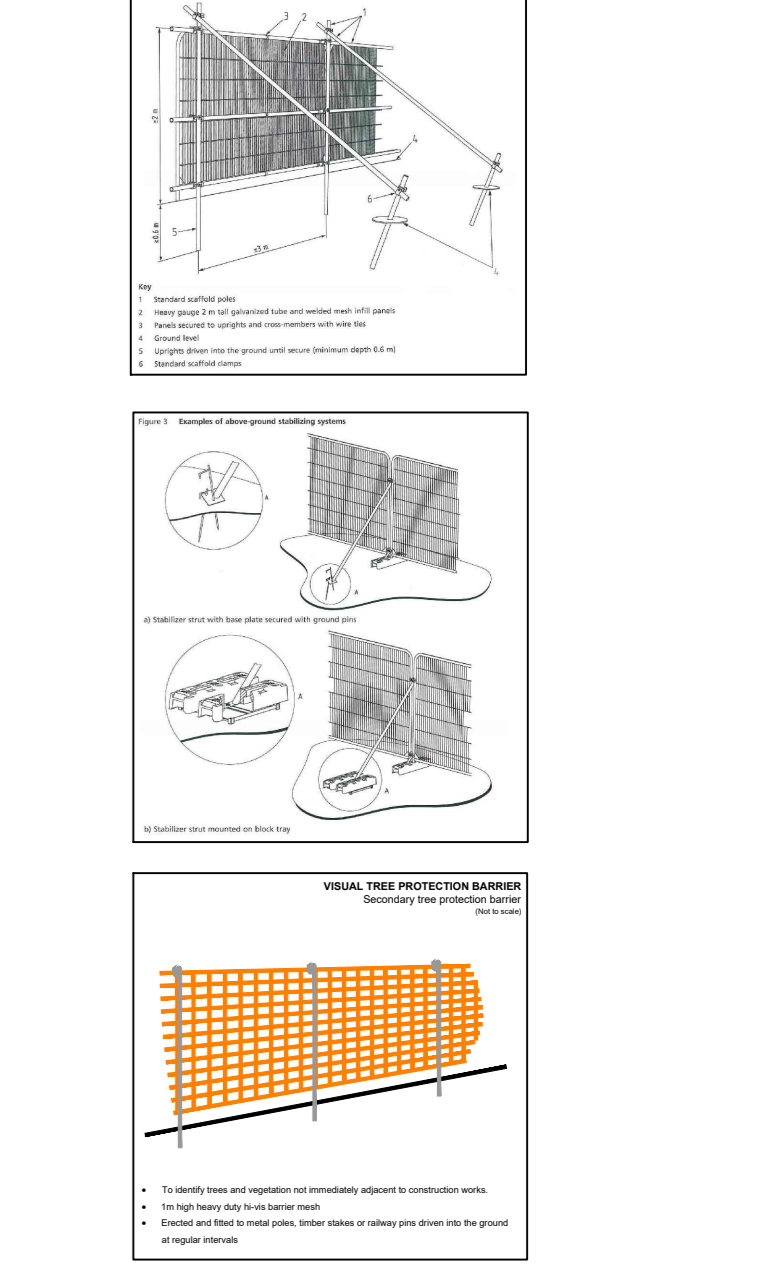 3
2
1
≥2 m
4
6
≥0.6 m
5
≤3 m
4
Key
1 Standard scaffold poles
2 Heavy gauge 2 m tall galvanized tube and welded mesh infill panels
3 Panels secured to uprights and cross-members with wire ties
4 Ground level
5 Uprights driven into the ground until secure (minimum depth 0.6 m)
6 Standard scaffold clamps
Figure 3 Examples of above-ground stabilizing systems
A
A
a) Stabilizer strut with base plate secured with ground pins
A
A
b) Stabilizer strut mounted on block tray
VISUAL TREE PROTECTION BARRIER
Secondary tree protection barrier
(Not to scale)
• To identify trees and vegetation not immediately adjacent to construction works.
• 1m high heavy duty hi-vis barrier mesh
• Erected and fitted to metal poles, timber stakes or railway pins driven into the ground
at regular intervals